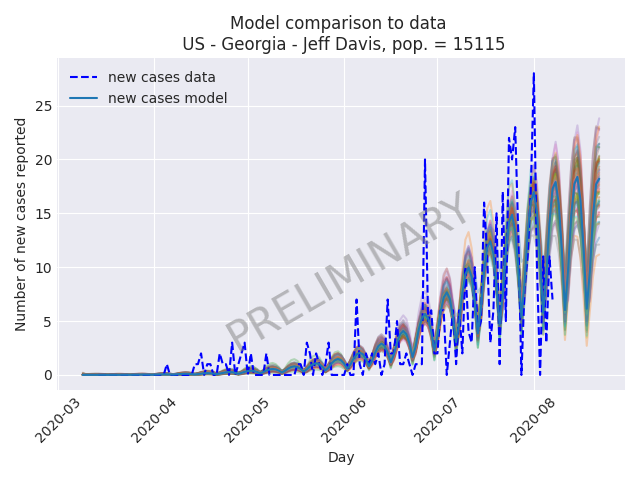 Model comparison to data
US - Georgia - Jeff Davis, pop. = 15115
new cases data
new cases model
PRELIMINARY
Number of new cases reported
25
20
15
10
5
0
2020-03
2020-04
2020-05
2020-06
2020-07
2020-08
Day